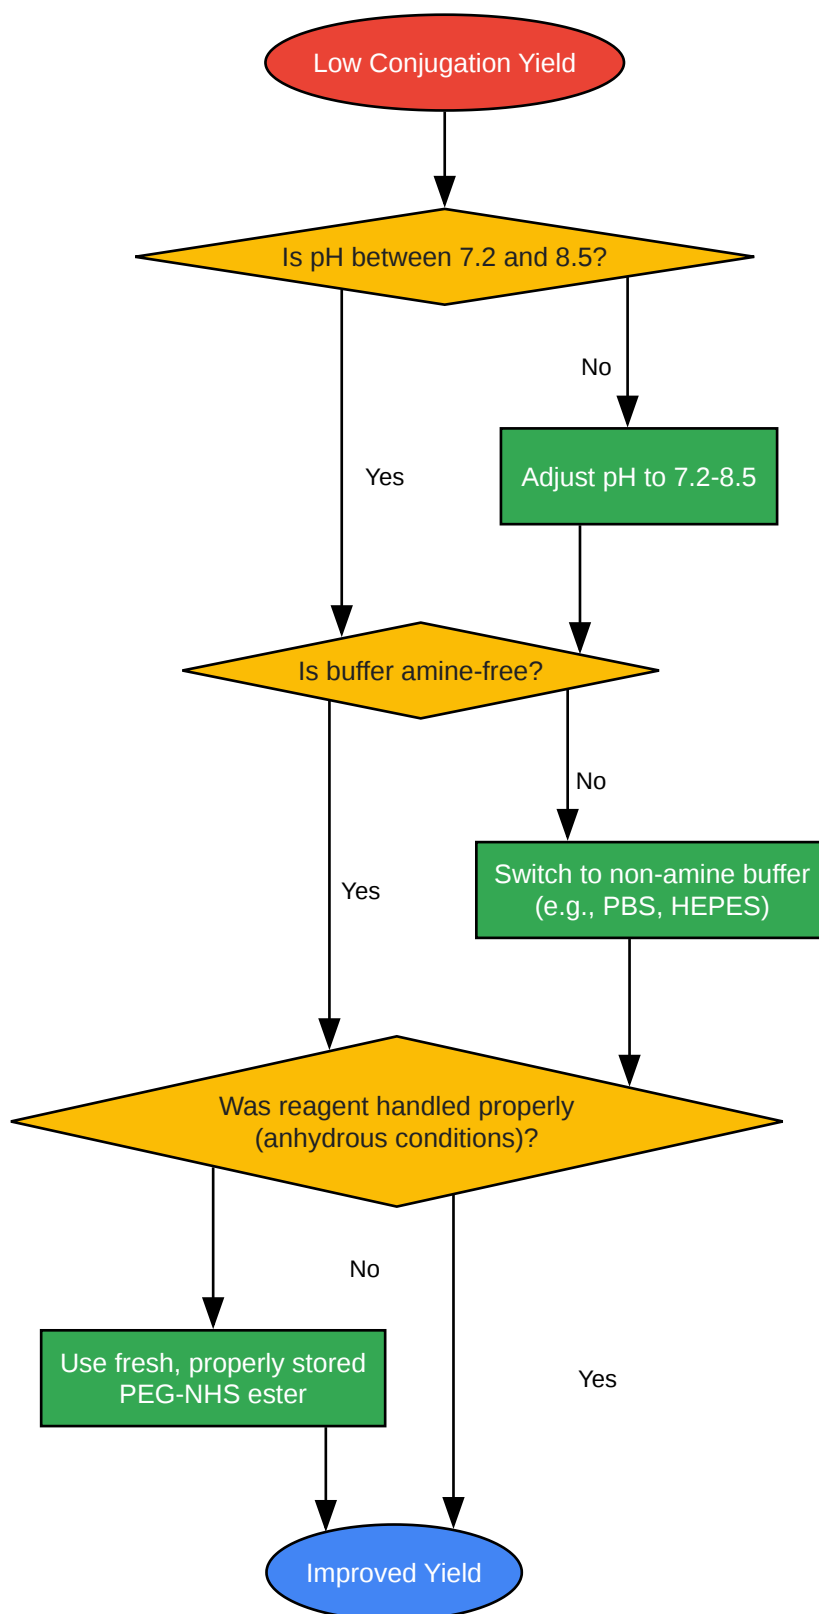 Low Conjugation Yield
Is pH between 7.2 and 8.5?
No
Adjust pH to 7.2-8.5
Yes
Is buffer amine-free?
No
Switch to non-amine buffer
(e.g., PBS, HEPES)
Yes
Was reagent handled properly
(anhydrous conditions)?
No
Use fresh, properly stored
PEG-NHS ester
Yes
Improved Yield